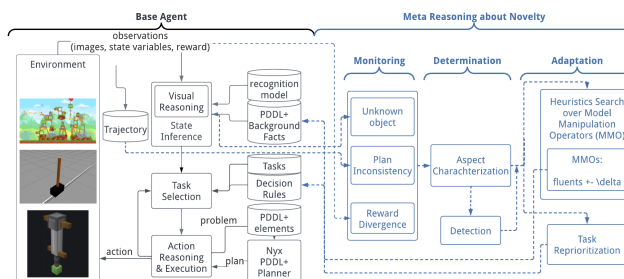 Base Agent
Meta Reasoning about Novelty
observations
(images, state variables, reward)
Environment
Visual
Reasoning
State
Inference
recognition
model
PDDL+
Background
Facts
Trajectory
Tasks
Decision
Rules
Task
Selection
problem
PDDL+
elements
action
Action
Reasoning
& Execution
plan
Nyx
PDDL+
Planner
Monitoring
Determination
Adaptation
Unknown
object
Plan
Inconsistency
Reward
Divergence
Aspect
Charachterization
Detection
Heuristics Search
over Model
Manipulation
Operators (MMO)
MMOs:
fluents +- \delta
Task
Reprioritization